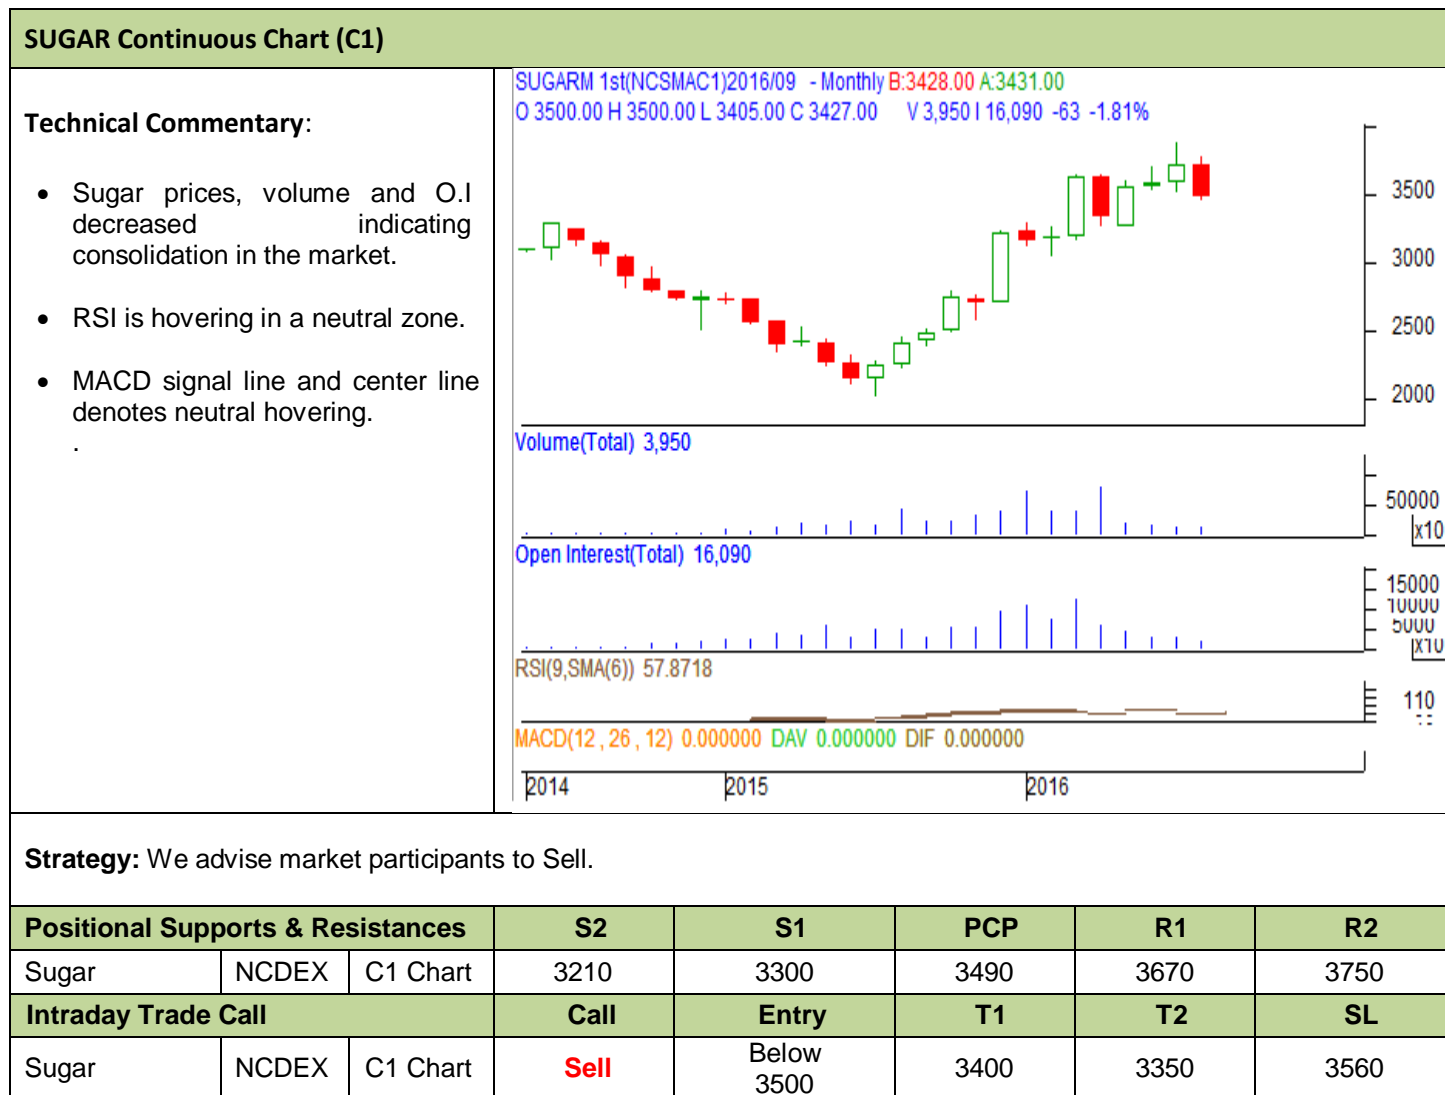 SUGAR Continuous Chart (C1)
Technical Commentary:
• Sugar prices, volume and O.I
decreased indicating
consolidation in the market.
• RSI is hovering in a neutral zone.
• MACD signal line and center line
denotes neutral hovering.
.
SUGARM 1st(NCSMAC1)2016/09 - Monthly B:3428.00 A:3431.00
O 3500.00 H 3500.00 L 3405.00 C 3427.00 V 3,950 I 16,090 -63 -1.81%
3500
3000
2500
2000
Volume(Total) 3,950
50000
x10
Open Interest(Total) 16,090
15000
10000
5000
x10
RSI(9,SMA(6)) 57.8718
110
MACD(12 , 26 , 12) 0.000000 DAV 0.000000 DIF 0.000000
2014 2015 2016
Strategy: We advise market participants to Sell.
Positional Supports & Resistances S2 S1 PCP R1 R2
Sugar NCDEX C1 Chart 3210 3300 3490 3670 3750
Intraday Trade Call Call Entry T1 T2 SL
Sugar NCDEX C1 Chart Sell Below 3500 3400 3350 3560